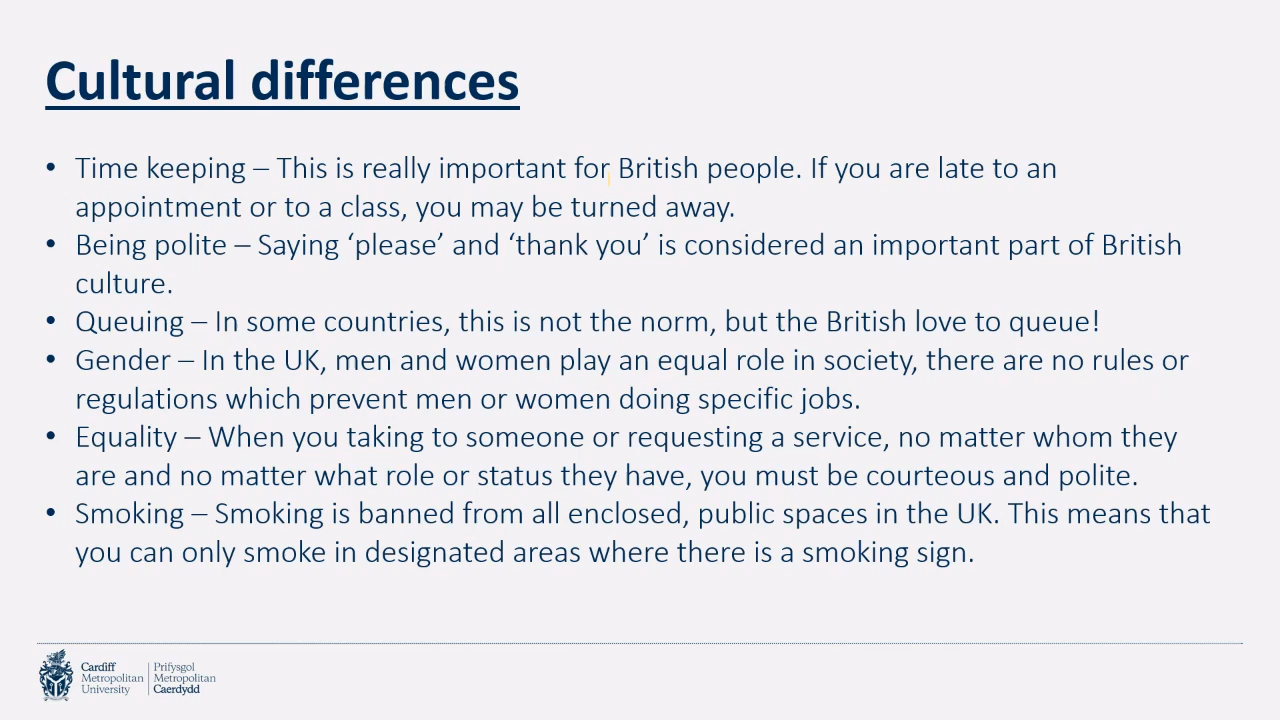 Cultural differences
• Time keeping – This is really important for British people. If you are late to an
appointment or to a class, you may be turned away.
• Being polite – Saying ‘please’ and ‘thank you’ is considered an important part of British
culture.
• Queuing – In some countries, this is not the norm, but the British love to queue!
• Gender – In the UK, men and women play an equal role in society, there are no rules or
regulations which prevent men or women doing specific jobs.
• Equality – When you taking to someone or requesting a service, no matter whom they
are and no matter what role or status they have, you must be courteous and polite.
• Smoking – Smoking is banned from all enclosed, public spaces in the UK. This means that
you can only smoke in designated areas where there is a smoking sign.
Cardiff
Metropolitan
University
Prifysgol
Metropolitan
Caerdydd